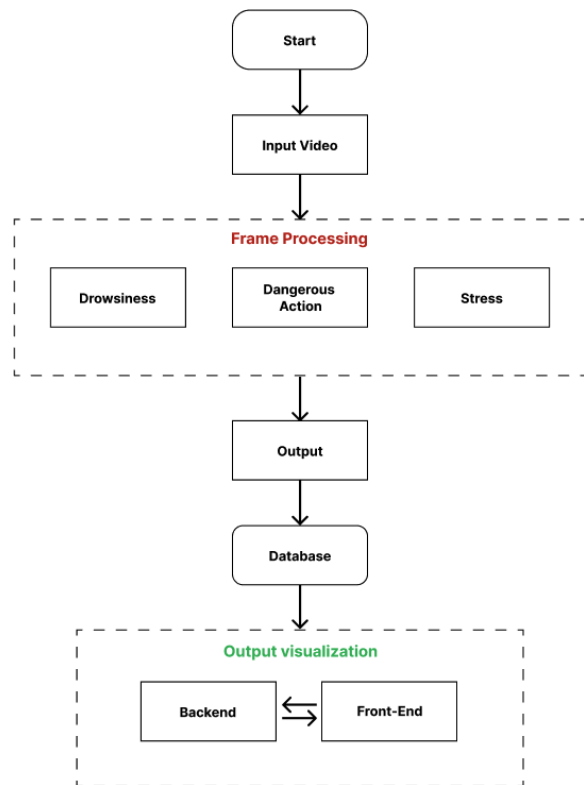 Start
Input Video
Frame Processing
Drowsiness
Dangerous
Action
Stress
Output
Database
Output visualization
Backend
Front-End